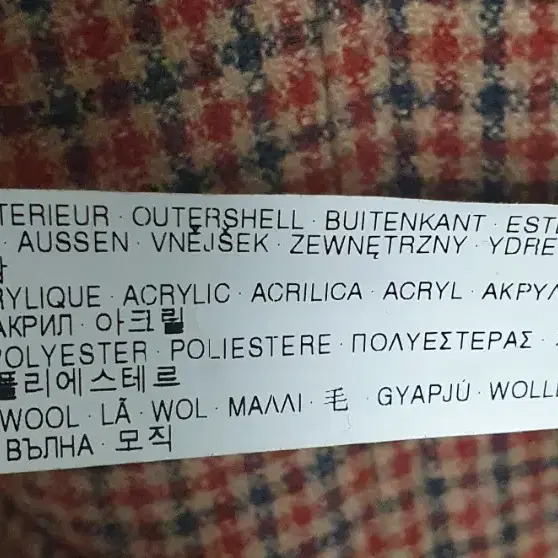 TERIEUR · OUTERSHELL · BUITENKANT · EST
· AUSSEN · VNĚJŠEK · ZEWNĘTRZNY · YDRE
RYLIQUE · ACRYLIC · ACRILICA · ACRYL · ΑΚΡΥΛ
АКРИЛ · 아크릴
POLYESTER · POLIESTERE · ΠΟΛΥΕΣΤΕΡΑΣ ·
폴리에스테르
WOOL · LÃ · WOL · ΜΑΛΛΙ · 毛 · GYAPJÚ · WOLL
ВЪЛНА · 모직